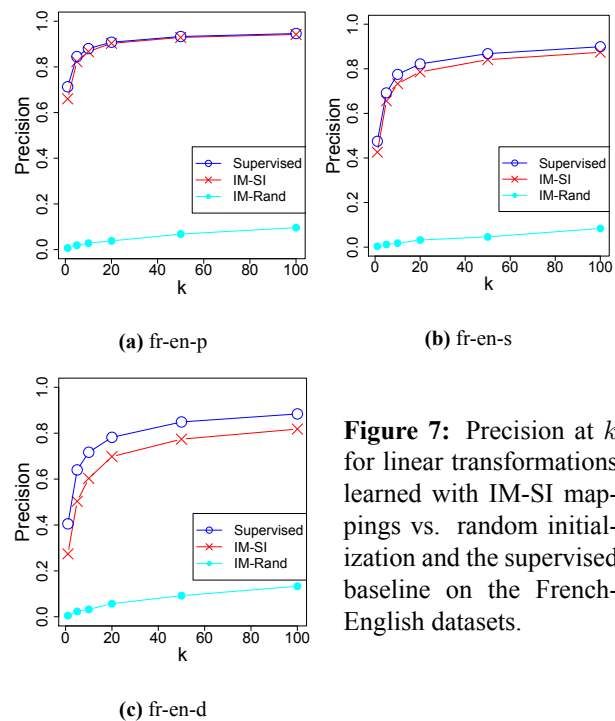 1.0
0.8
0.6
0.4
0.2
0.0
Precision
Supervised
IM-SI
IM-Rand
0 20 40 60 80 100
k
(a) fr-en-p
1.0
0.8
0.6
0.4
0.2
0.0
Precision
Supervised
IM-SI
IM-Rand
0 20 40 60 80 100
k
(b) fr-en-s
1.0
0.8
0.6
0.4
0.2
0.0
Precision
Supervised
IM-SI
IM-Rand
0 20 40 60 80 100
k
(c) fr-en-d
Figure 7: Precision at k
for linear transformations
learned with IM-SI map-
pings vs. random initial-
ization and the supervised
baseline on the French-
English datasets.